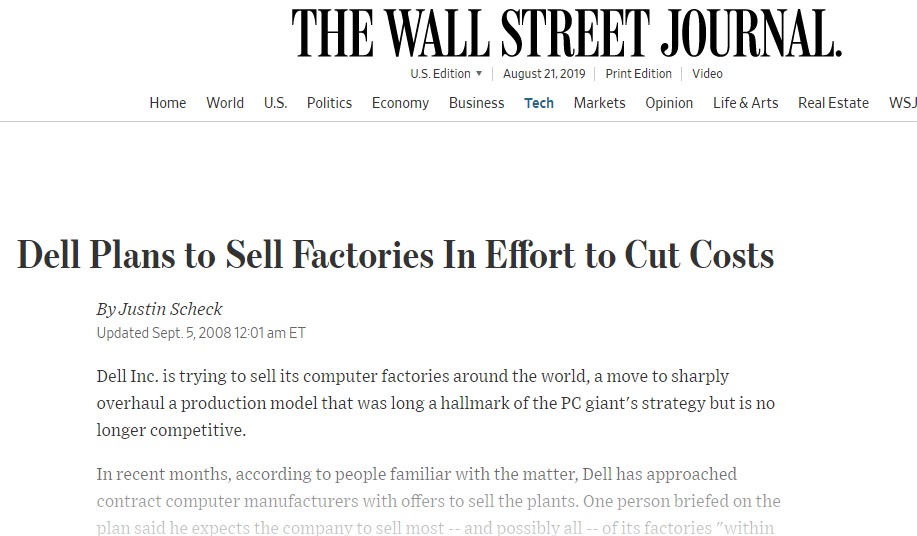 THE WALL STREET JOURNAL.
U.S. Edition ▼ | August 21, 2019 | Print Edition | Video
Home World U.S. Politics Economy Business Tech Markets Opinion Life & Arts Real Estate WSJ
Dell Plans to Sell Factories In Effort to Cut Costs
By Justin Scheck
Updated Sept. 5, 2008 12:01 am ET
Dell Inc. is trying to sell its computer factories around the world, a move to sharply
overhaul a production model that was long a hallmark of the PC giant's strategy but is no
longer competitive.
In recent months, according to people familiar with the matter, Dell has approached
contract computer manufacturers with offers to sell the plants. One person briefed on the
plan said he expects the company to sell most -- and possibly all -- of its factories "within